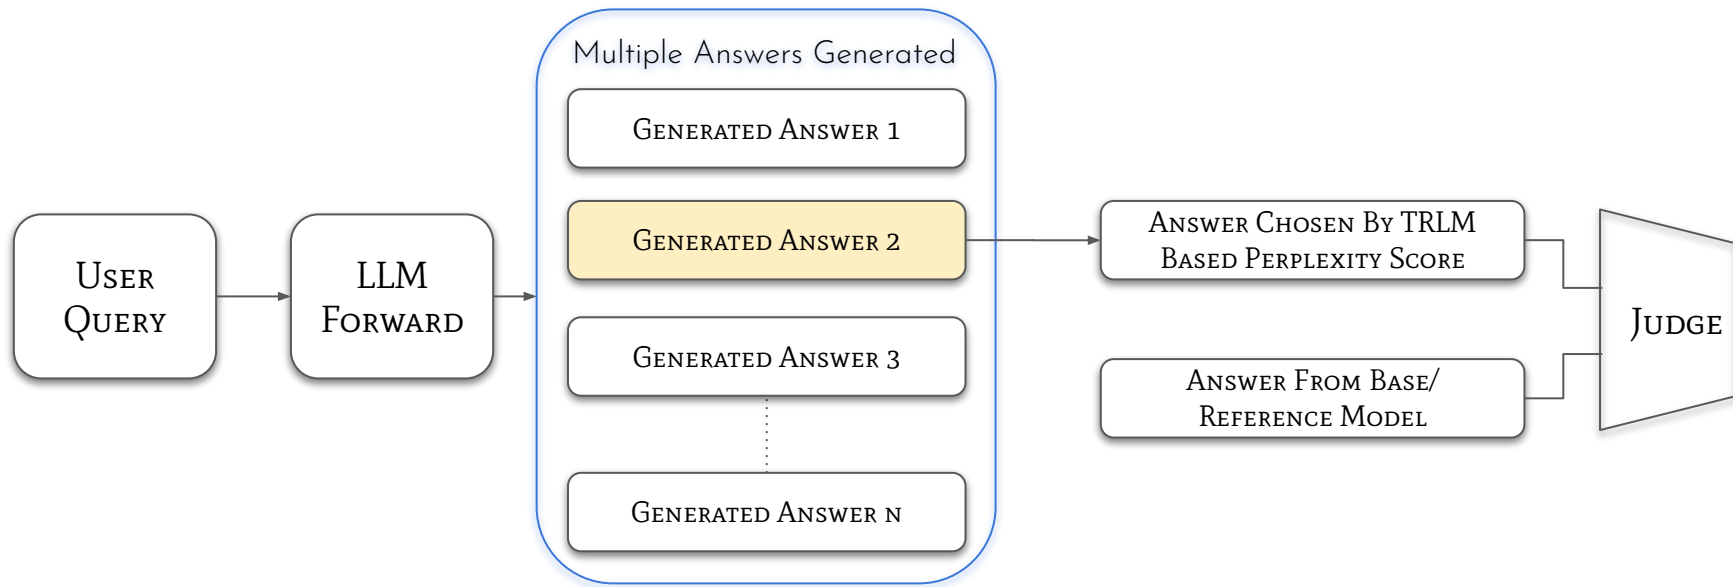 Multiple Answers Generated
Generated Answer 1
Generated Answer 2
Generated Answer 3
Generated Answer n
User
Query
LLM
Forward
Answer Chosen By TRLM
Based Perplexity Score
Answer From Base/
Reference Model
Judge